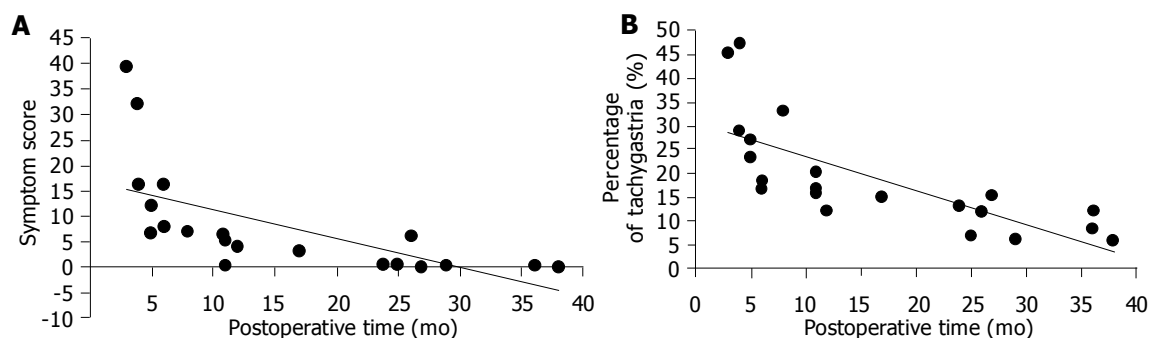 A
Symptom score
45
40
35
30
25
20
15
10
5
0
-5
-10
5 10 15 20 25 30 35 40
Postoperative time (mo)
B
Percentage
of tachygastria (%)
50
45
40
35
30
25
20
15
10
5
0
0 5 10 15 20 25 30 35 40
Postoperative time (mo)